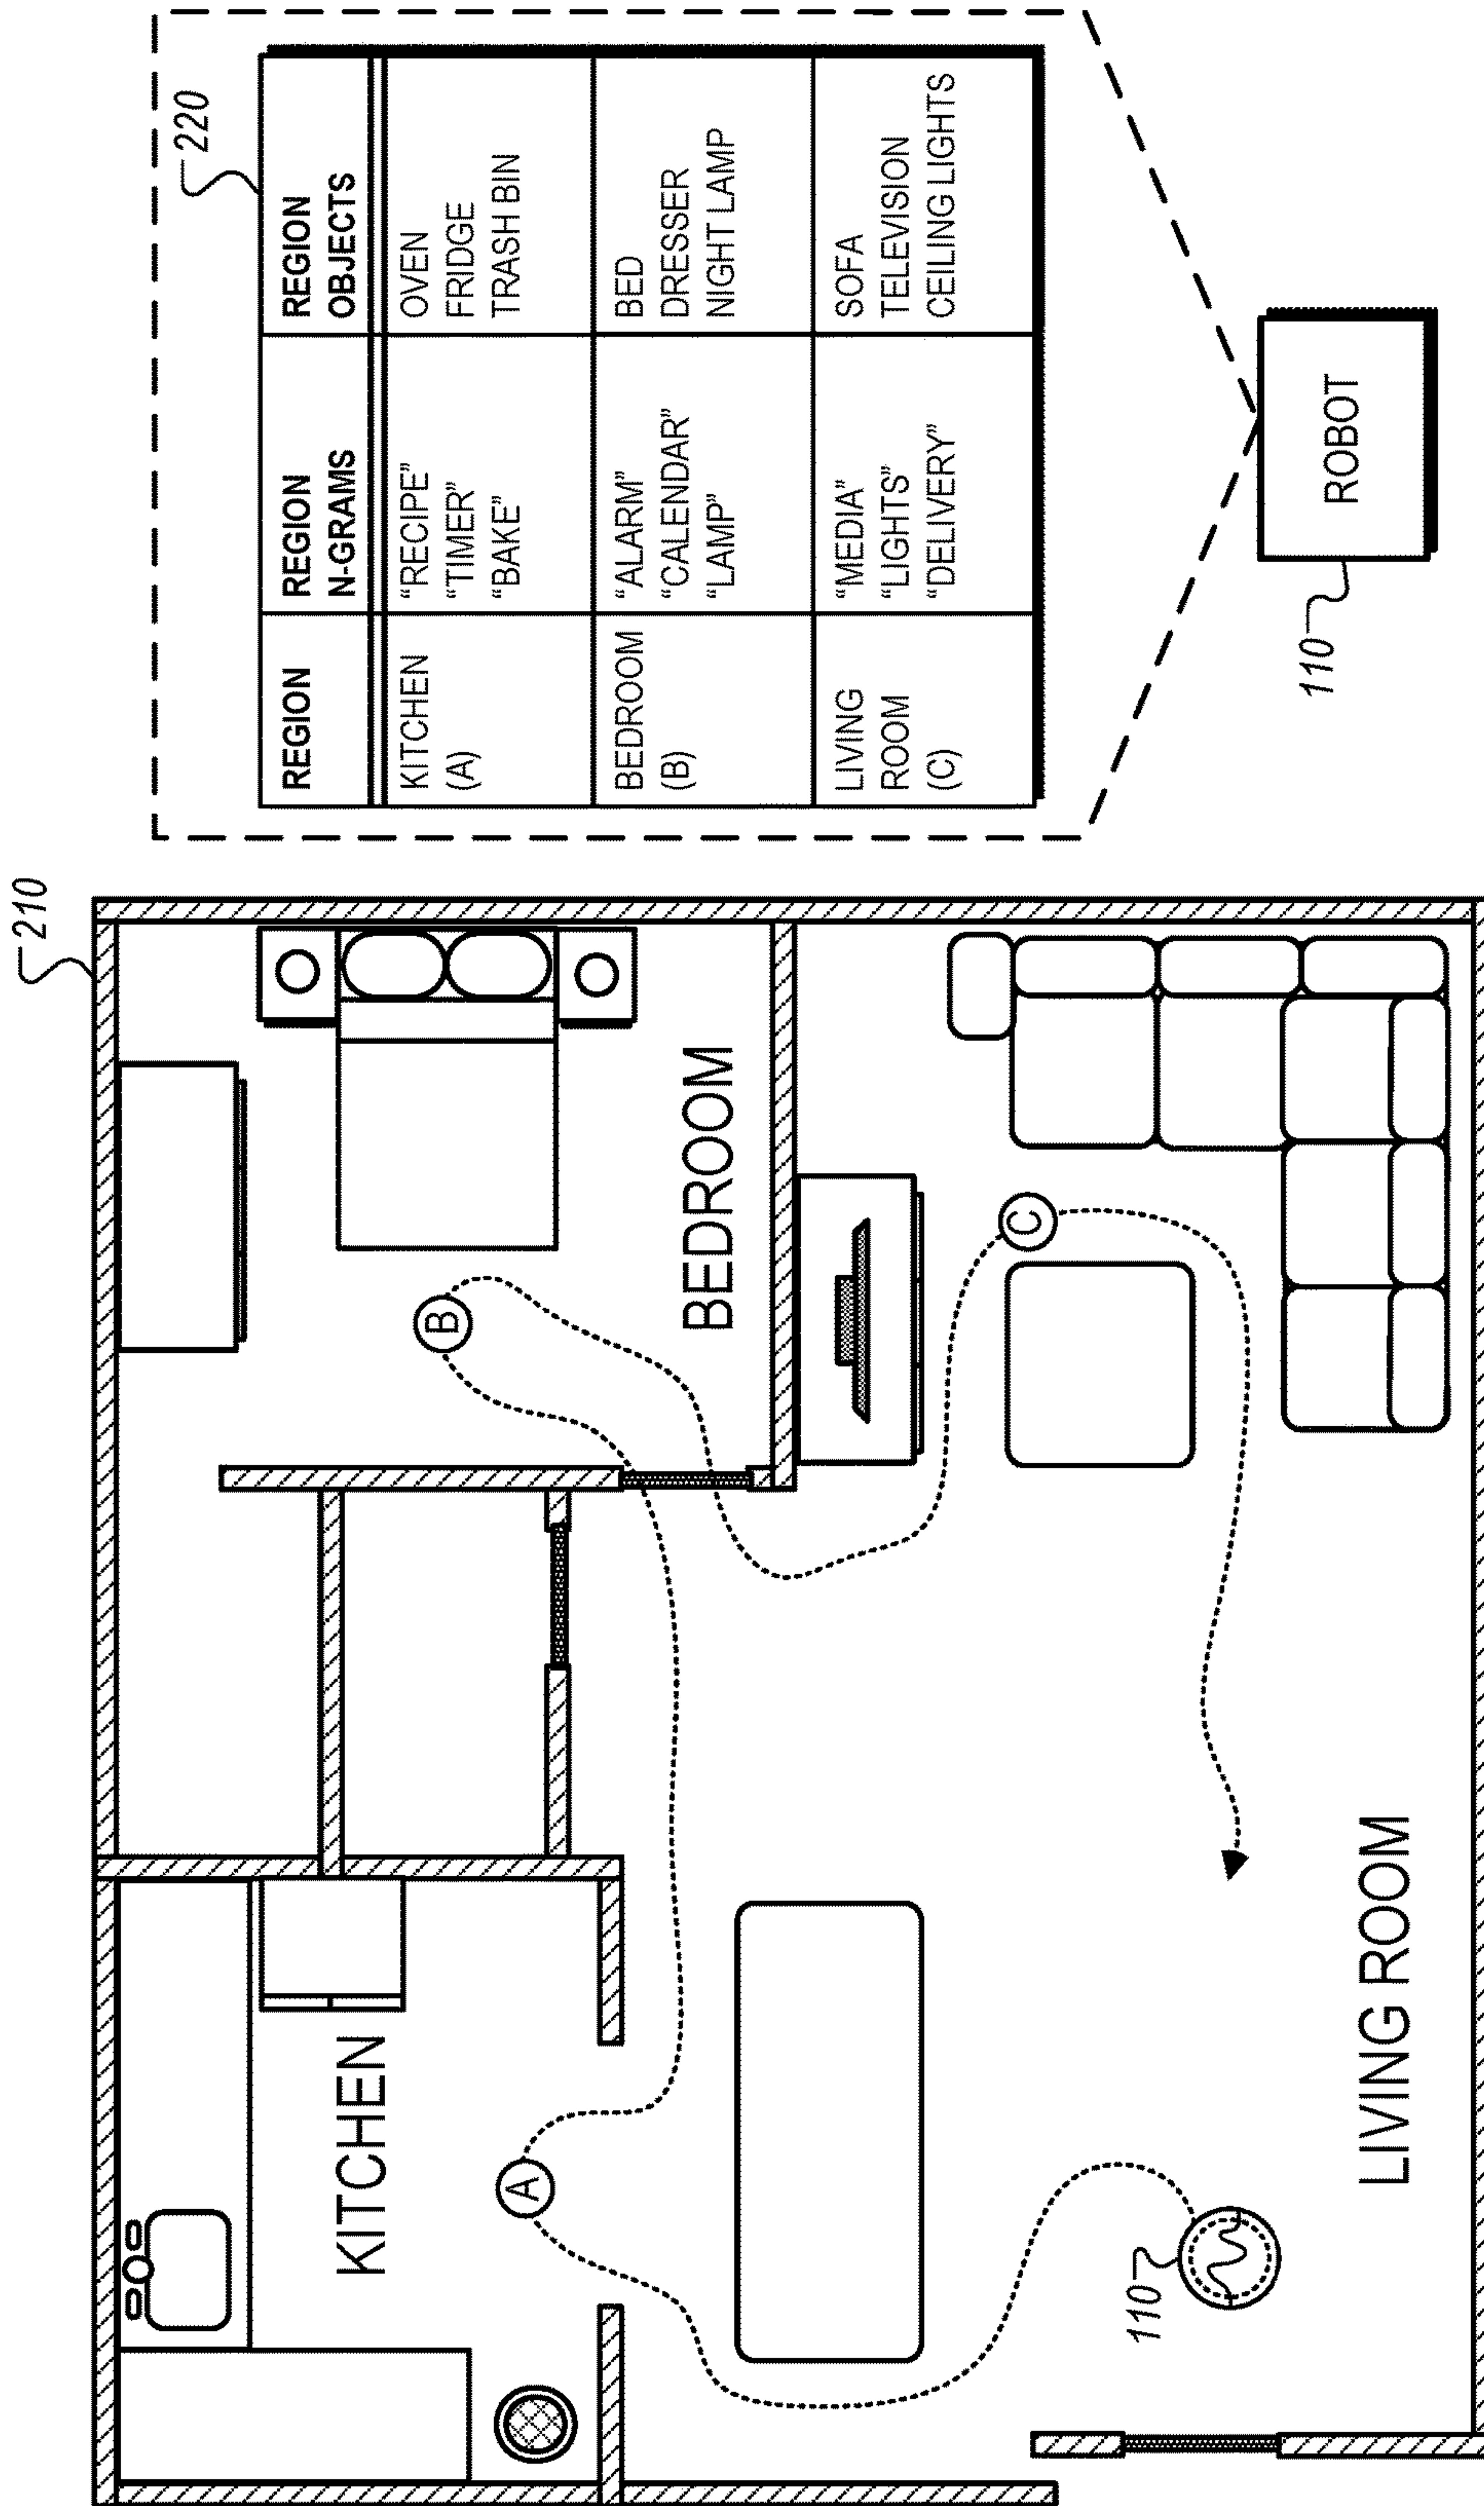 210
KITCHEN
A
110
LIVING ROOM
B
BEDROOM
C
220
REGION
REGION
N-GRAMS
REGION
OBJECTS
KITCHEN
(A)
“RECIPE”
“TIMER”
“BAKE”
OVEN
FRIDGE
TRASH BIN
BEDROOM
(B)
“ALARM”
“CALENDAR”
“LAMP”
BED
DRESSER
NIGHT LAMP
LIVING
ROOM
(C)
“MEDIA”
“LIGHTS”
“DELIVERY”
SOFA
TELEVISION
CEILING LIGHTS
110
ROBOT